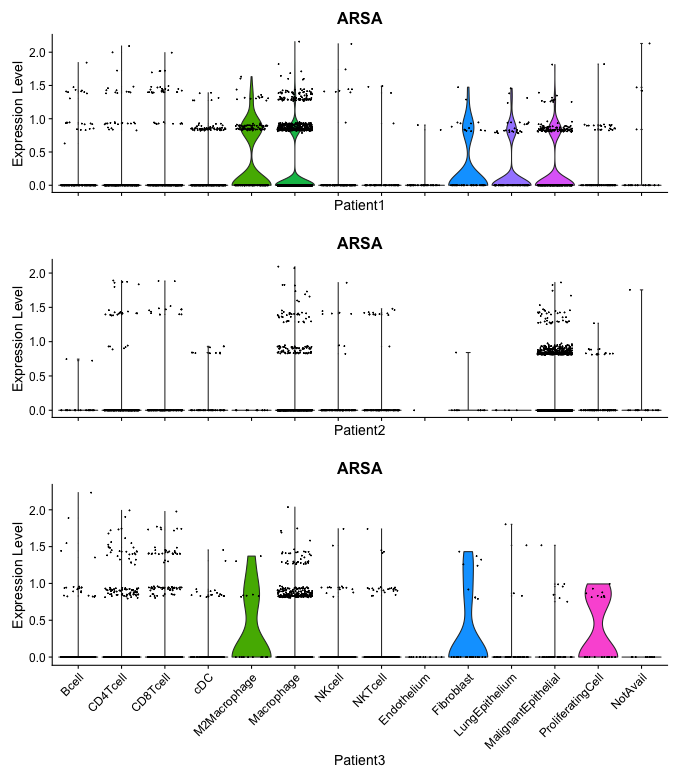 ARSA
Expression Level
2.0
1.5
1.0
0.5
0.0
Patient1
ARSA
Expression Level
2.0
1.5
1.0
0.5
0.0
Patient2
ARSA
Expression Level
2.0
1.5
1.0
0.5
0.0
Bcell
CD4Tcell
CD8Tcell
cDC
M2Macrophage
Macrophage
NKcell
NKTcell
Endothelium
Fibroblast
LungEpithelium
MalignantEpithelial
ProliferatingCell
NotAvail
Patient3